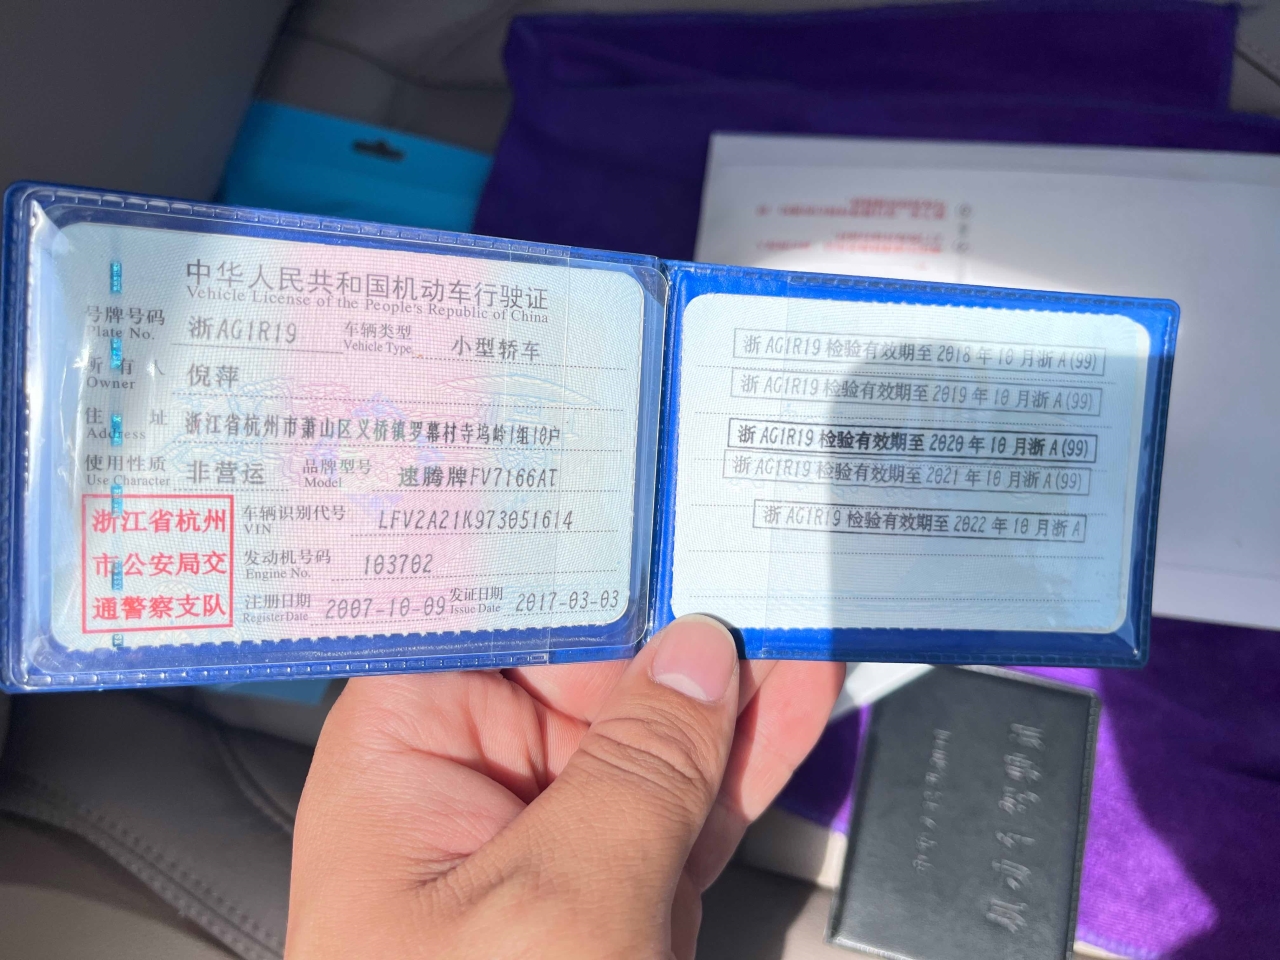 中华人民共和国机动车行驶证
Vehicle License of the People's Republic of China
号牌号码 浙AG1R19 车辆类型 小型轿车
Plate No. Vehicle Type
所有人 倪萍
Owner
住址 浙江省杭州市萧山区义桥镇罗幕村寺坞岭1组10户
Address
使用性质 非营运 品牌型号 速腾牌FV7166AT
Use Character Model
浙江省杭州
市公安局交
通警察支队
车辆识别代号 LFV2A21K973051614
VIN
发动机号码 103702
Engine No.
注册日期 2007-10-09 发证日期 2017-03-03
Register Date Issue Date
浙AG1R19检验有效期至2018年10月浙A(99)
浙AG1R19检验有效期至2019年10月浙A(99)
浙AG1R19检验有效期至2020年10月浙A(99)
浙AG1R19检验有效期至2021年10月浙A(99)
浙AG1R19检验有效期至2022年10月浙A